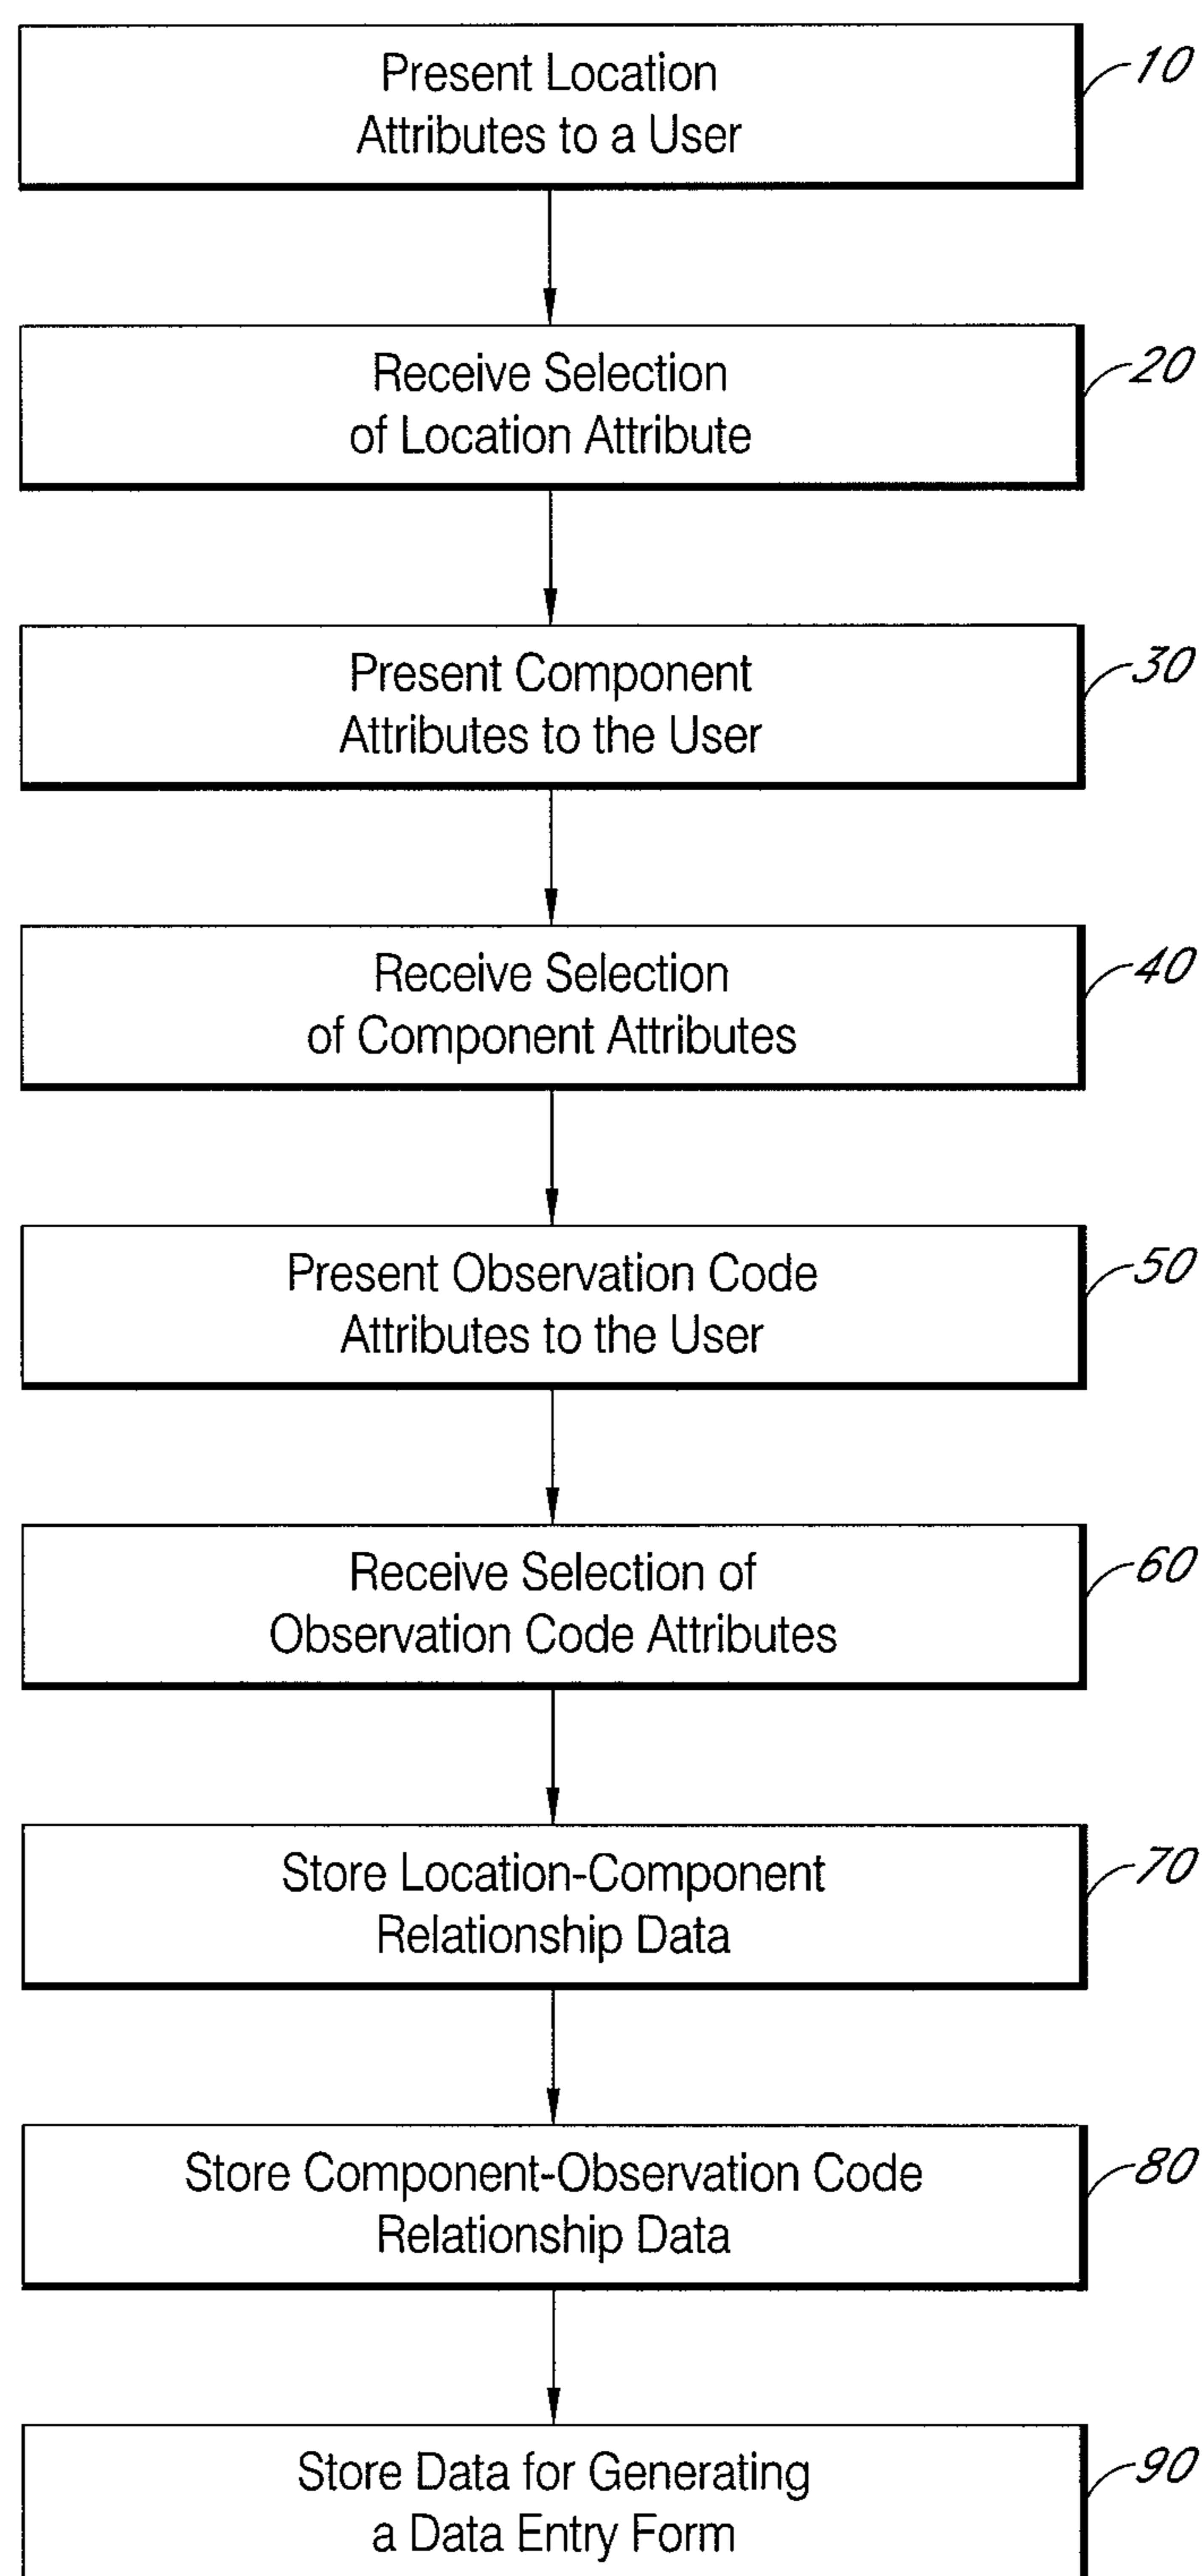 Present Location
Attributes to a User
10
Receive Selection
of Location Attribute
20
Present Component
Attributes to the User
30
Receive Selection
of Component Attributes
40
Present Observation Code
Attributes to the User
50
Receive Selection of
Observation Code Attributes
60
Store Location-Component
Relationship Data
70
Store Component-Observation Code
Relationship Data
80
Store Data for Generating
a Data Entry Form
90